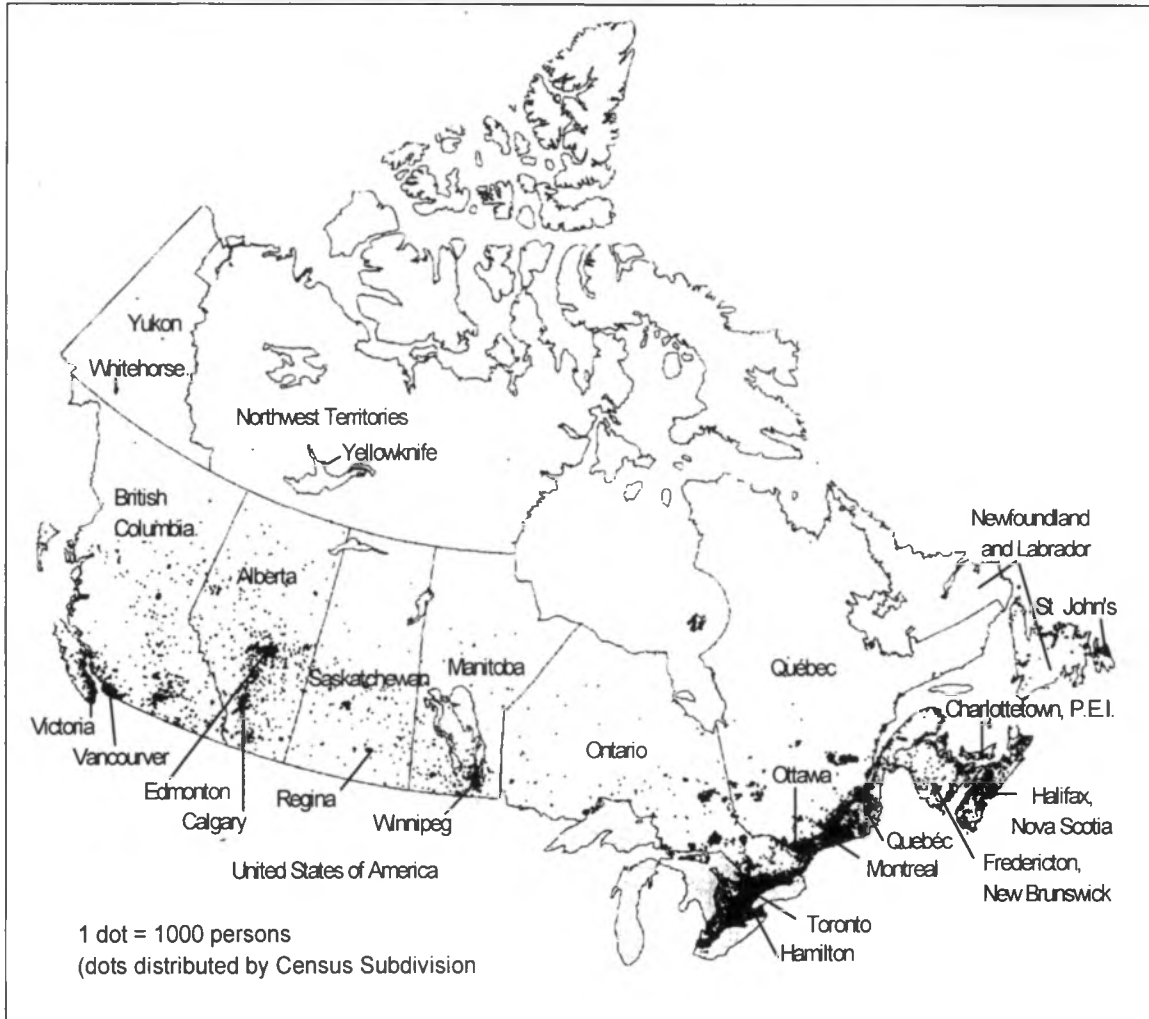 Yukon
Whitehorse
Northwest Territories
Yellowknife
British
Columbia
Newfoundland
and Labrador
Alberta
St John's
Saskatchewan
Manitoba
Québec
Charlottetown, P.E.I.
Victoria
Vancourver
Ontario
Ottawa
Edmonton
Regina
Calgary
Winnipeg
Halifax,
Nova Scotia
Quebéc
Montreal
Fredericton,
New Brunswick
United States of America
Toronto
Hamilton
1 dot = 1000 persons
(dots distributed by Census Subdivision